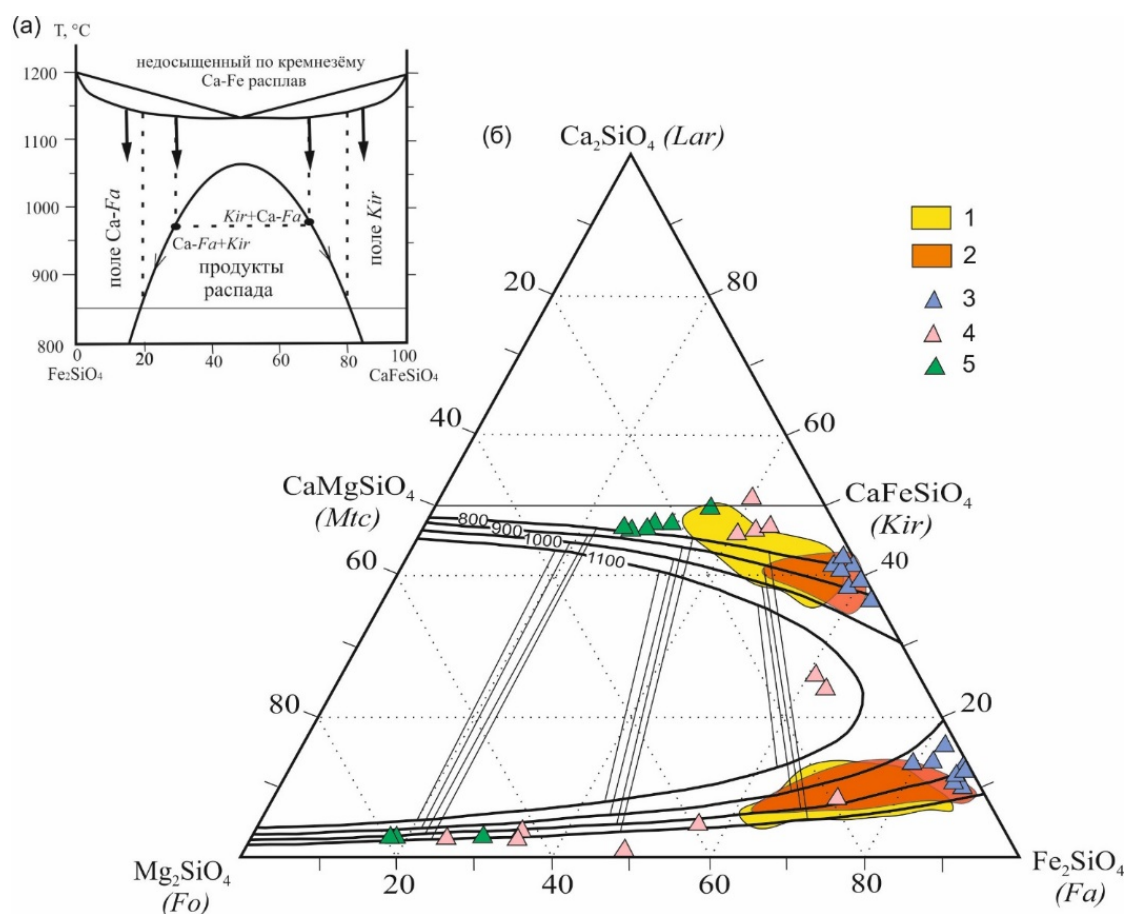 (а)
T, °C
1200
1100
1000
900
800
недосыщенный по кремнезёму
Ca-Fe расплав
поле Ca-Fa
Kir+Ca-Fa
Ca-Fa+Kir
продукты
распада
поле Kir
0
20
40
60
80
100
Fe₂SiO₄
CaFeSiO₄
(б)
Ca₂SiO₄ (Lar)
1
2
3
4
5
20
80
40
60
CaMgSiO₄
(Mtc)
CaFeSiO₄
(Kir)
800
900
1000
1100
60
40
80
20
Mg₂SiO₄
(Fo)
20
40
60
80
Fe₂SiO₄
(Fa)